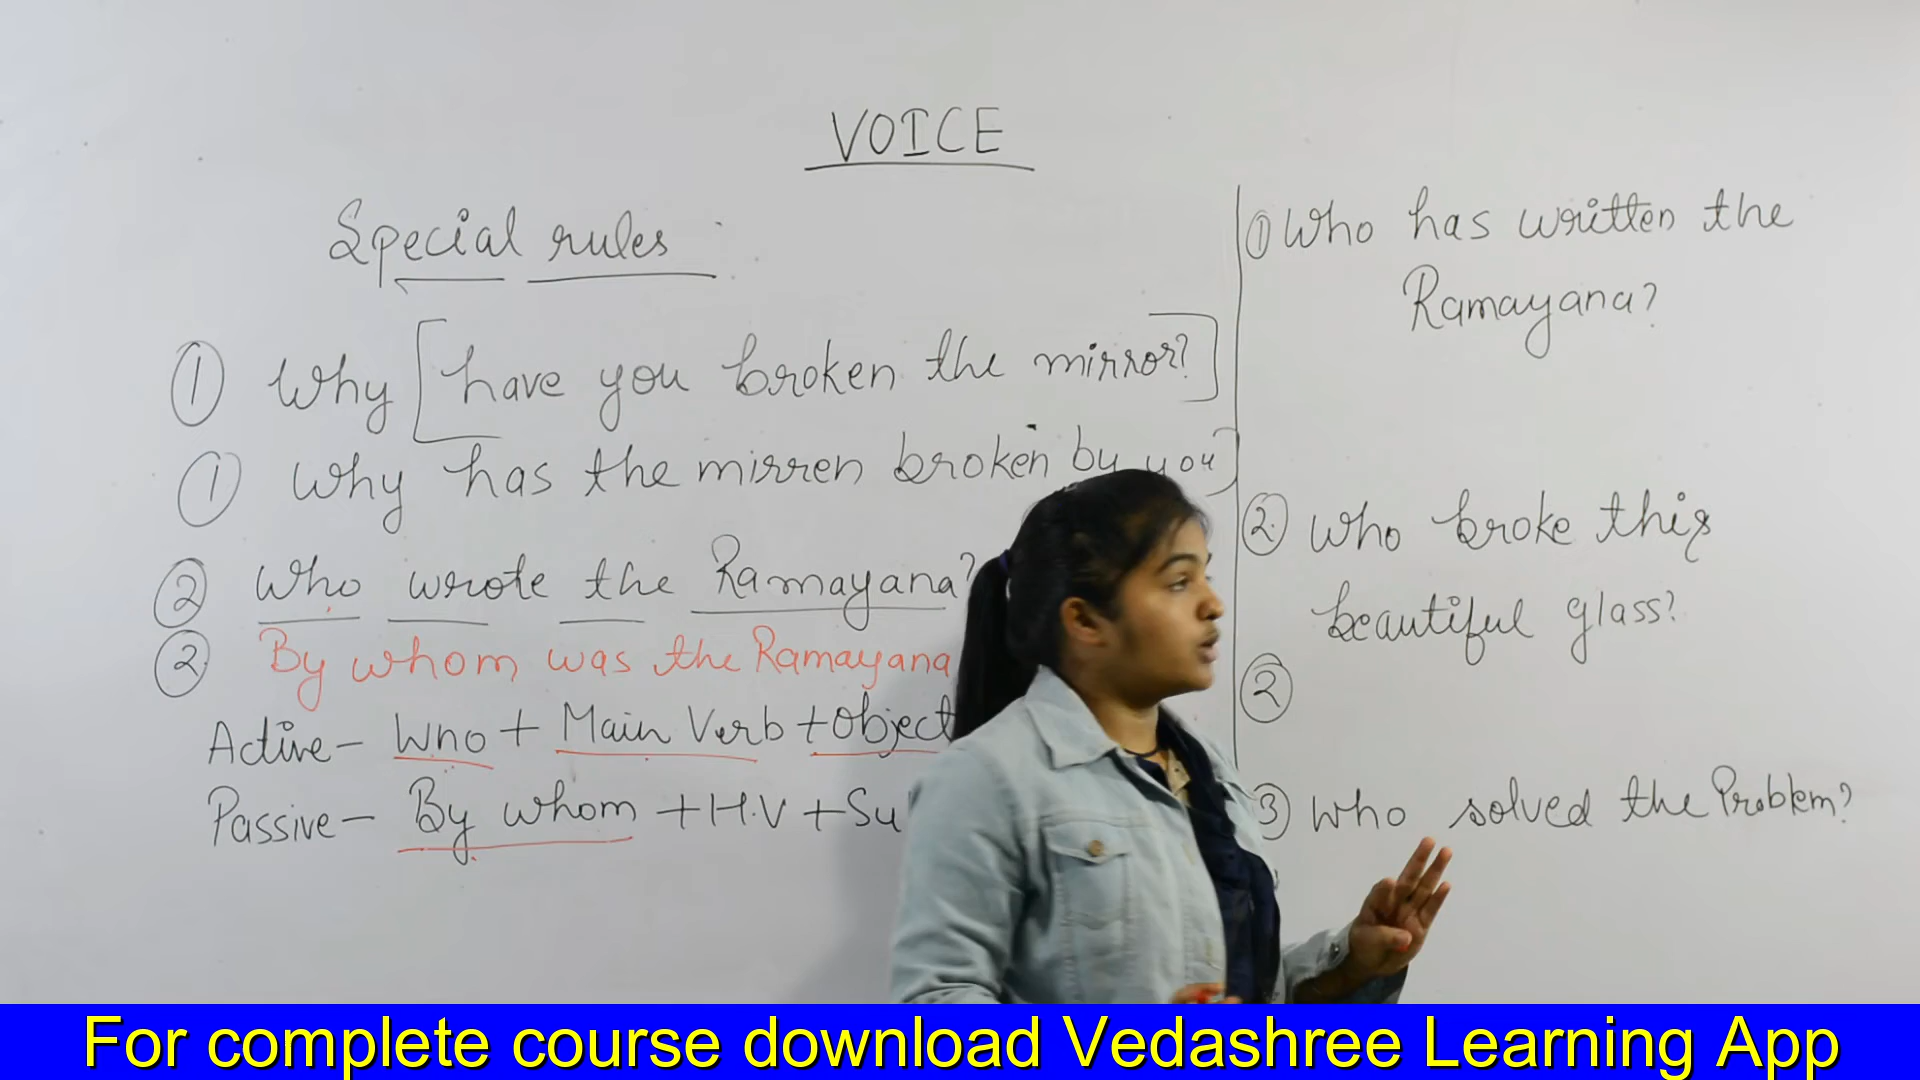 VOICE
Special rules
① Why [have you broken the mirror?]
① Why has the mirren broken by you
② Who wrote the Ramayana?
② By whom was the Ramayana
Active - Who + Main Verb + Object
Passive - By whom + H.V + Su
① Who has written the
Ramayana?
② Who broke this
beautiful glass?
②
③ Who solved the Problem?
For complete course download Vedashree Learning App